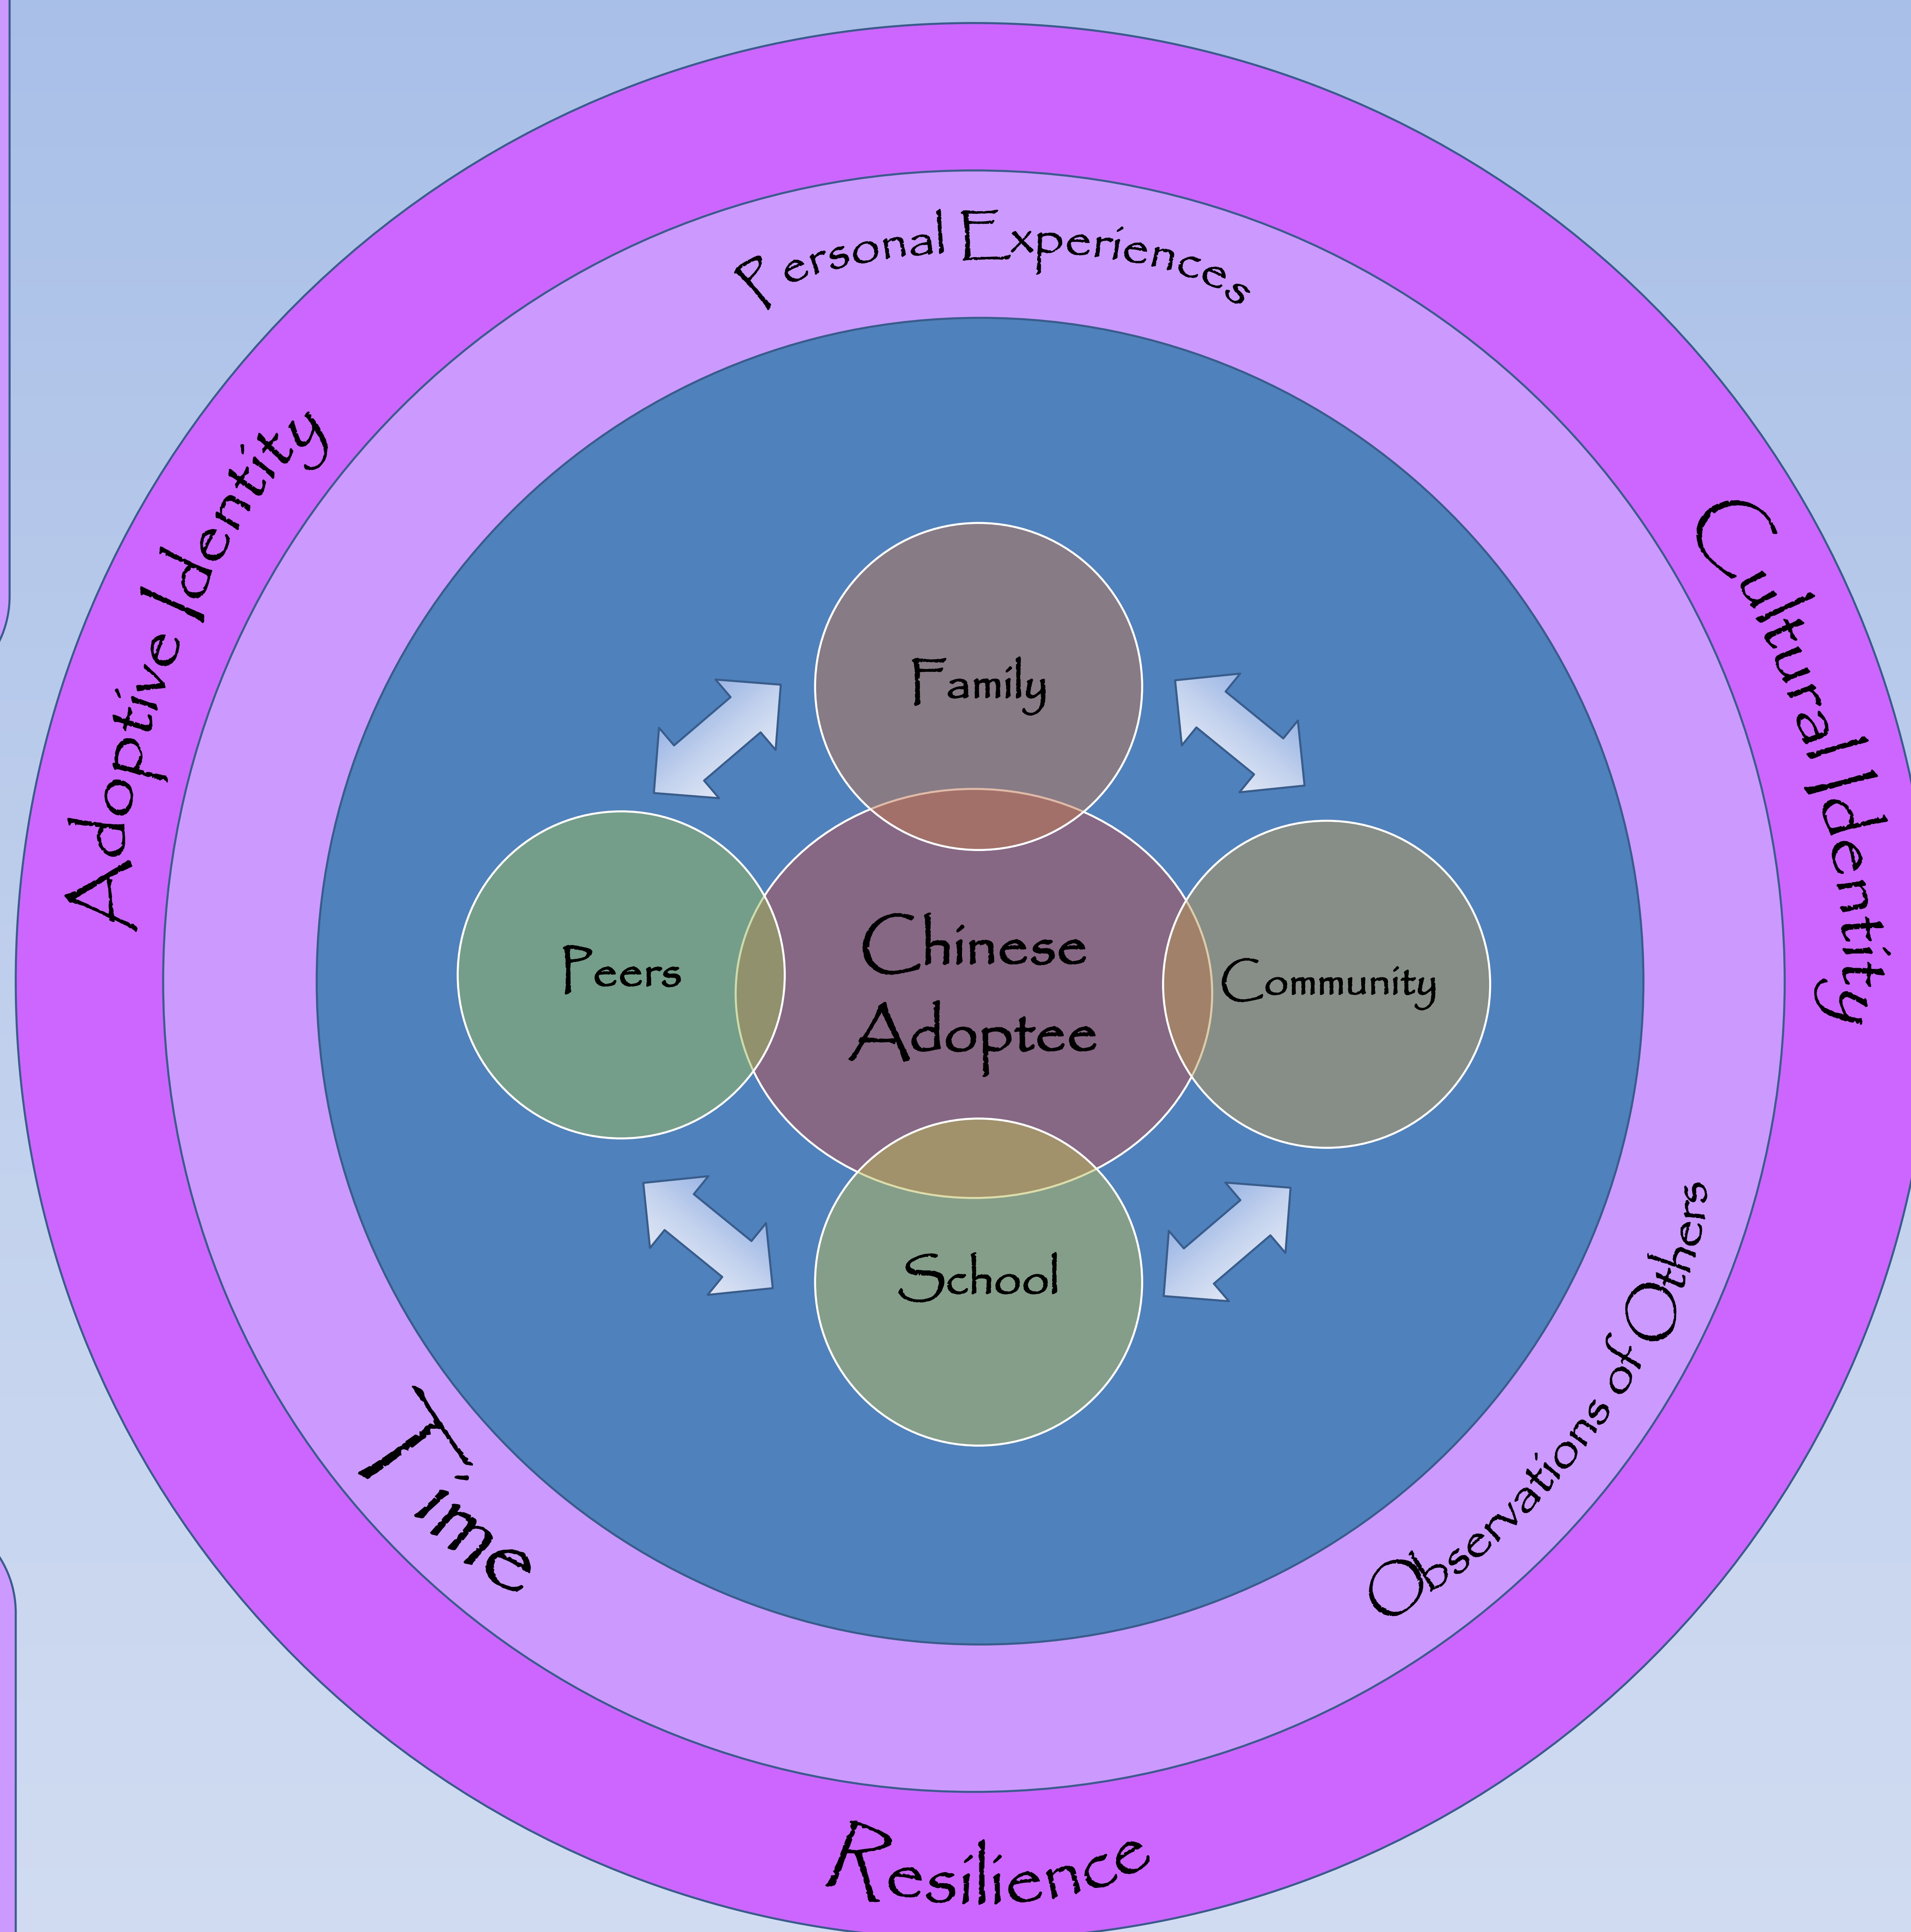 Personal Experiences
Adoptive Identity
Cultural Identity
Family
Peers
Chinese
Adoptee
Community
School
Time
Observations of Others
Resilience